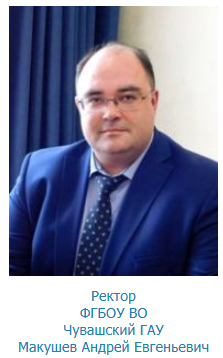 Ректор
ФГБОУ ВО
Чувашский ГАУ
Макушев Андрей Евгеньевич